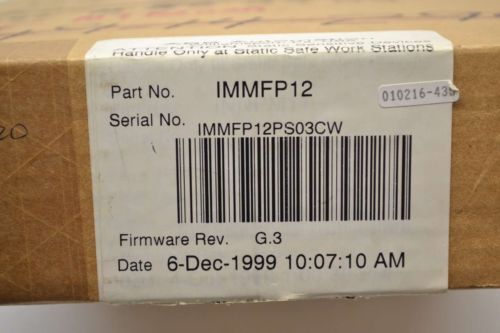 Handle Only at Static Safe Work Stations
Part No. IMMFP12
010216-43
Serial No. IMMFP12PS03CW
Firmware Rev. G.3
Date 6-Dec-1999 10:07:10 AM